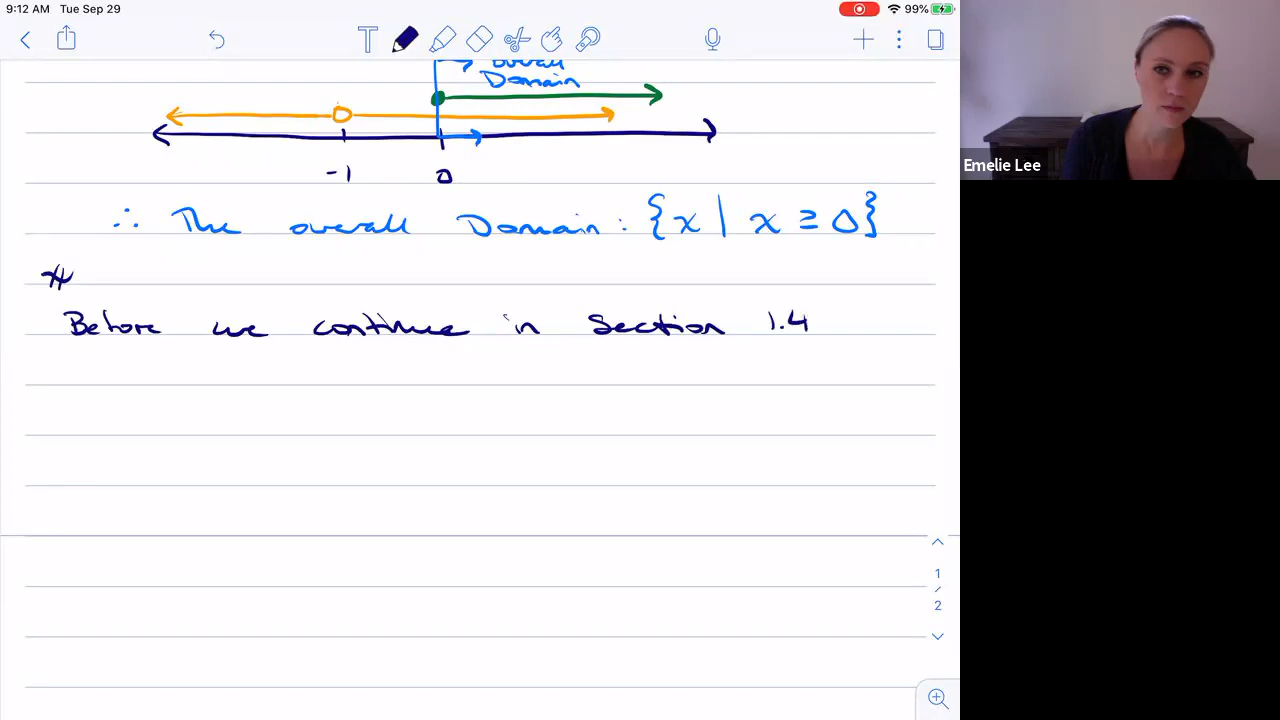 9:12 AM Tue Sep 29
99%
T
overall
Domain
-1 0
∴ The overall Domain: {x | x ≥ 0}
*
Before we continue in Section 1.4
Emelie Lee
1
/
2